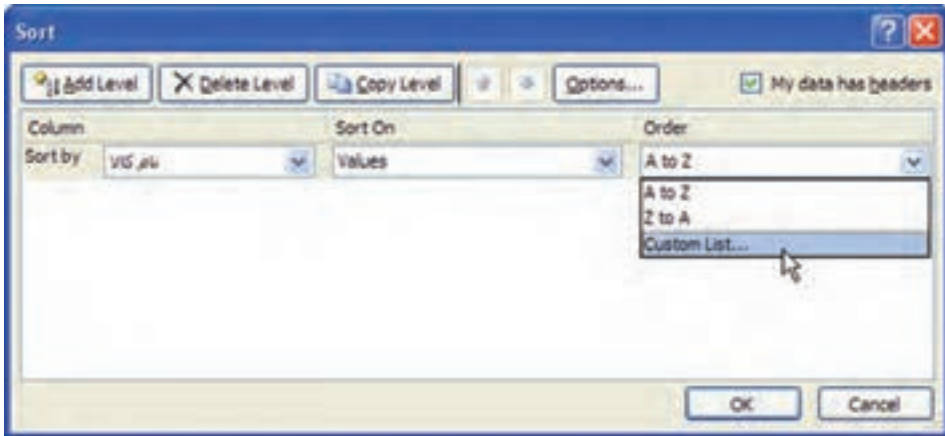 Sort
Add Level Delete Level Copy Level Options... My data has headers
Column Sort On Order
Sort by نام کالا Values A to Z
A to Z
Z to A
Custom List...
OK Cancel